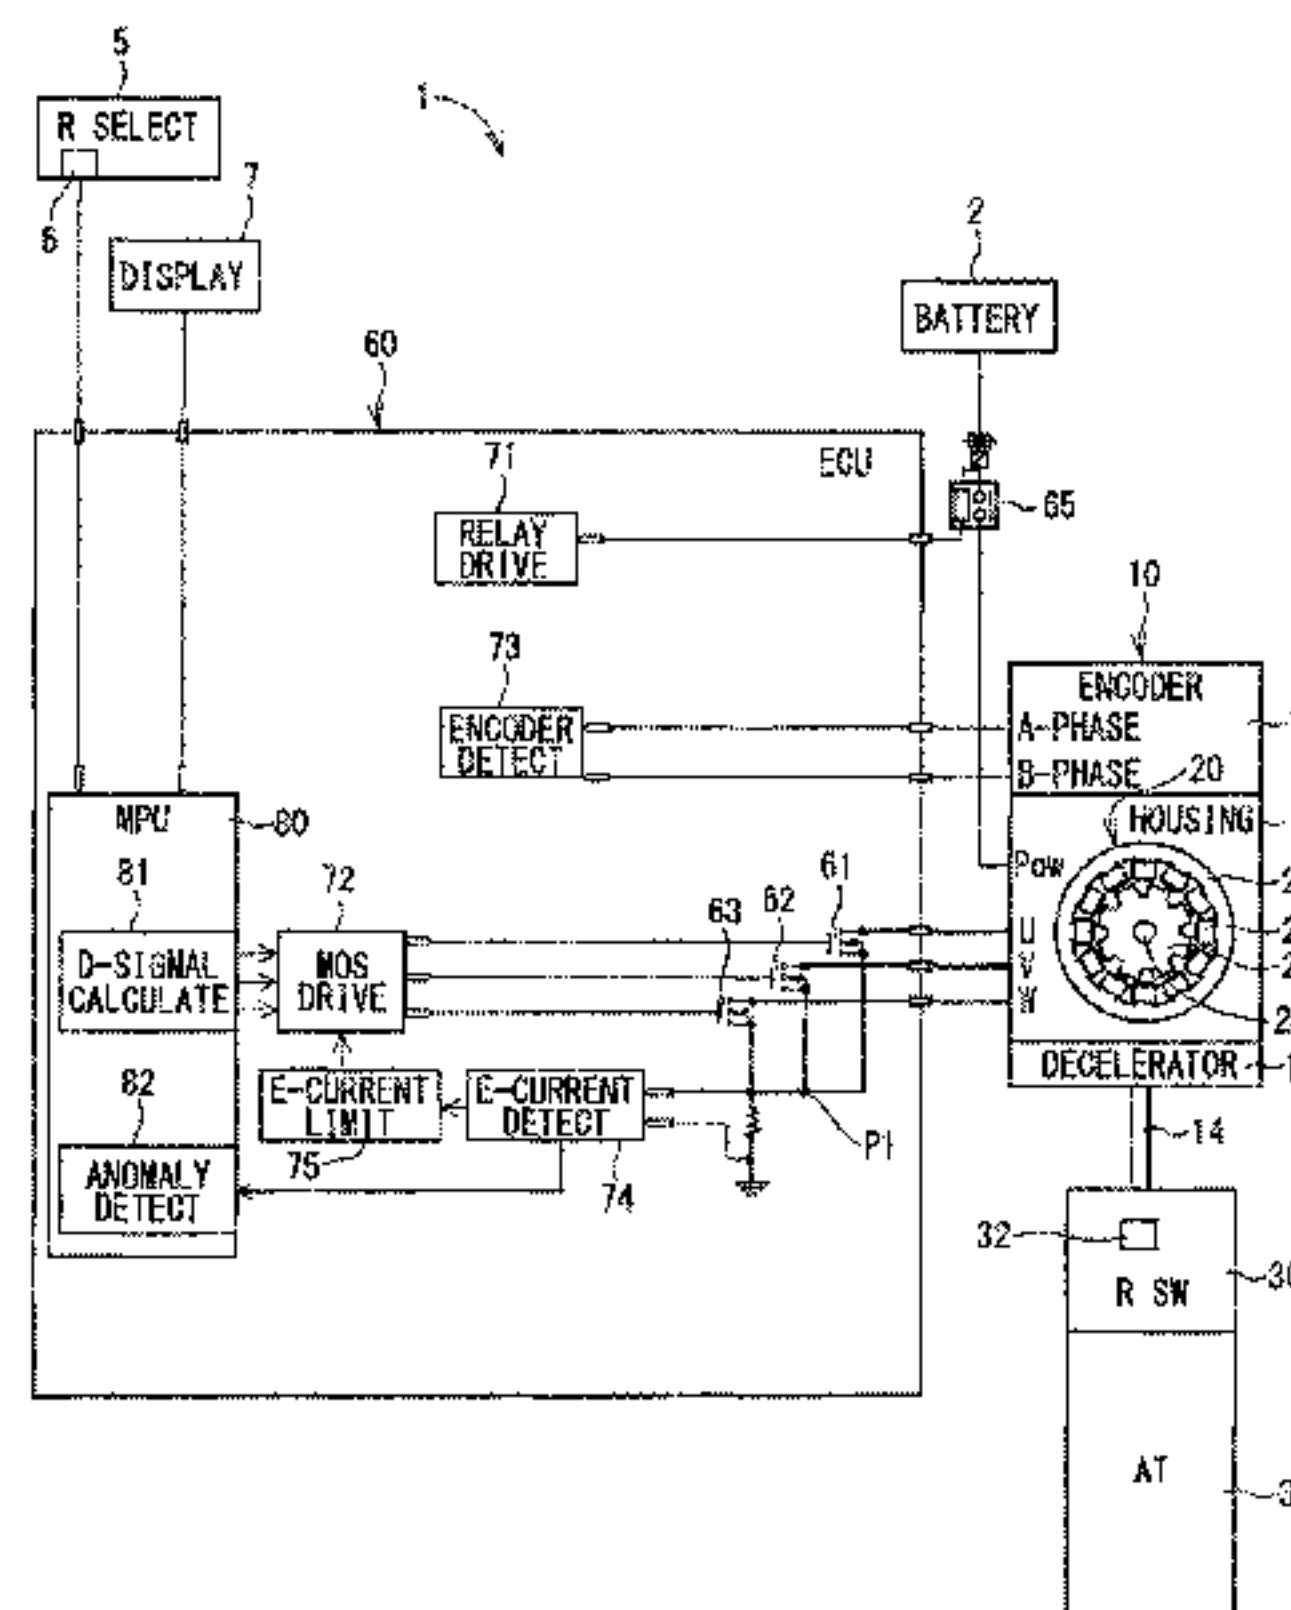 5
R SELECT
6
7
DISPLAY
1
2
BATTERY
60
ECU
71
RELAY
DRIVE
65
10
73
ENCODER
DETECT
ENCODER
A-PHASE
B-PHASE
20
HOUSING
MPU
80
Pow
81
72
61
62
63
U
V
W
D-SIGNAL
CALCULATE
MOS
DRIVE
DECELERATOR
82
E-CURRENT
LIMIT
E-CURRENT
DETECT
P1
14
75
74
ANOMALY
DETECT
32
R SW
AT